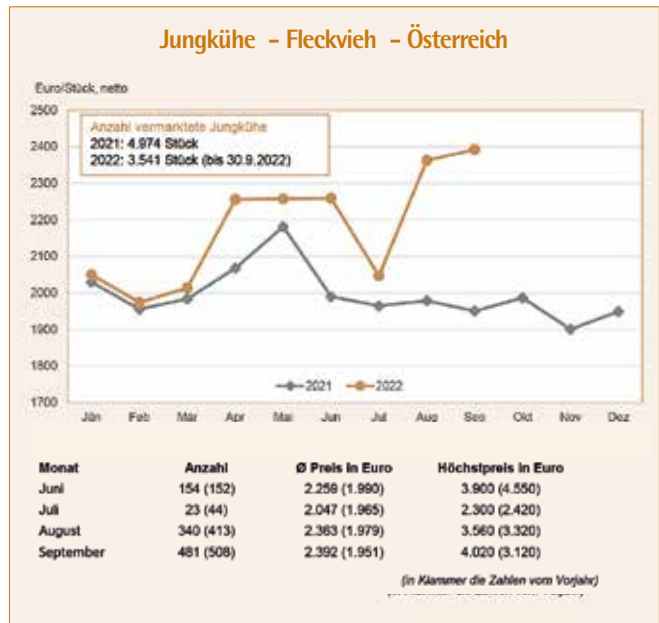 Jungkühe - Fleckvieh - Österreich
Euro/Stück, netto
2500
2400
2300
2200
2100
2000
1900
1800
1700
Anzahl vermarktete Jungkühe
2021: 4.974 Stück
2022: 3.541 Stück (bis 30.9.2022)
2021 2022
Jän Feb Mär Apr Mai Jun Jul Aug Sep Okt Nov Dez
Monat Anzahl Ø Preis in Euro Höchstpreis in Euro
Juni 154 (152) 2.259 (1.990) 3.900 (4.550)
Juli 23 (44) 2.047 (1.965) 2.300 (2.420)
August 340 (413) 2.363 (1.979) 3.560 (3.320)
September 481 (508) 2.392 (1.951) 4.020 (3.120)
(in Klammer die Zahlen vom Vorjahr)